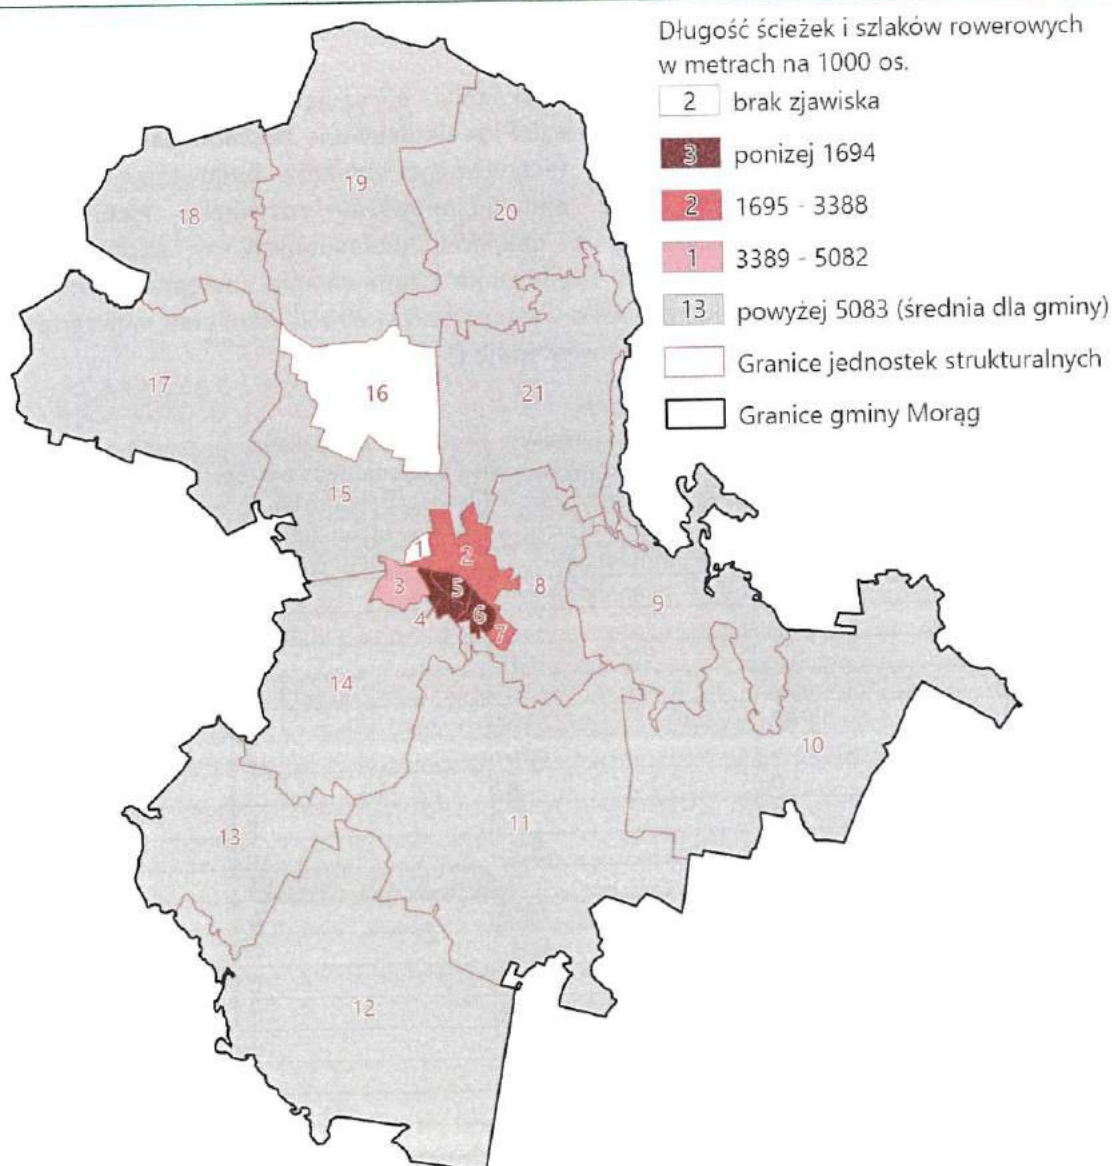 Długość ścieżek i szlaków rowerowych
w metrach na 1000 os.
2 brak zjawiska
3 ponizej 1694
2 1695 - 3388
1 3389 - 5082
13 powyżej 5083 (średnia dla gminy)
Granice jednostek strukturalnych
Granice gminy Morąg
19
18
20
17
16
21
15
1
2
3
5
8
4
6
9
7
14
10
11
13
12